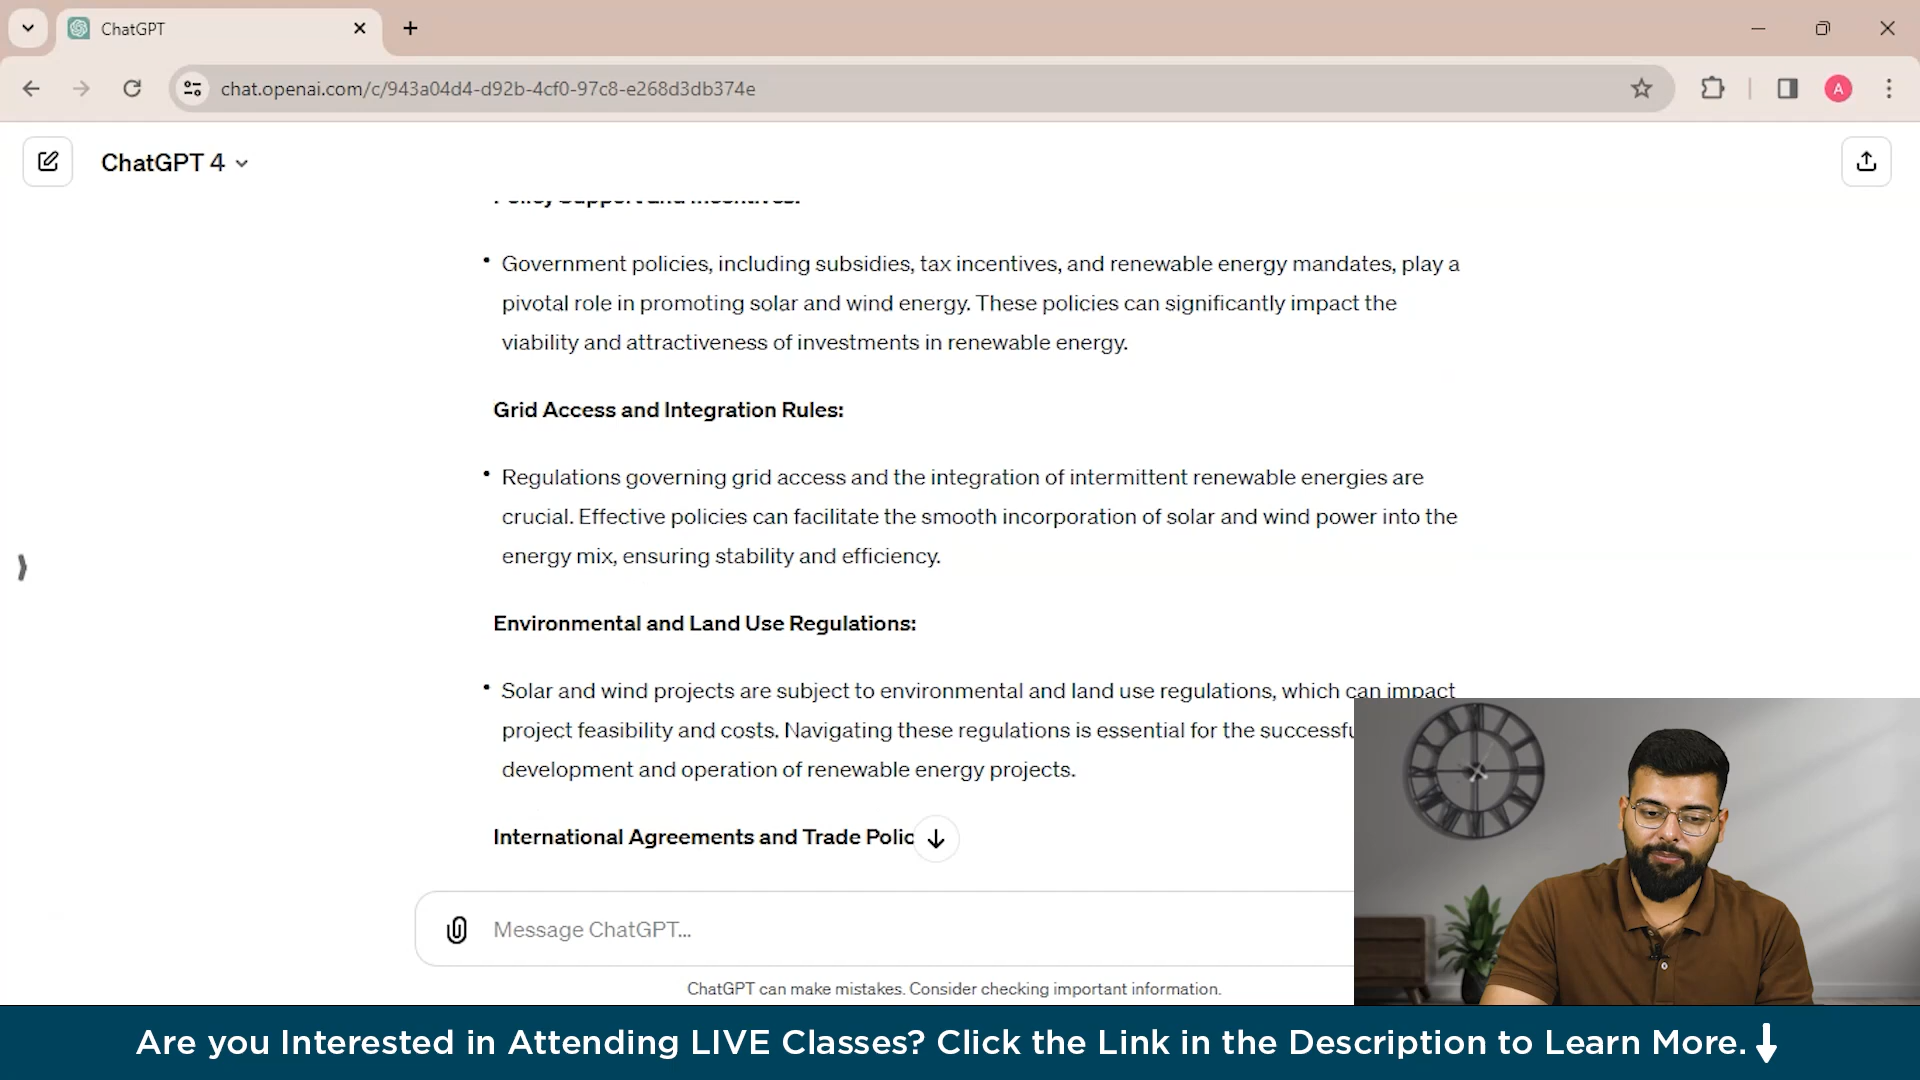 ChatGPT
chat.openai.com/c/943a04d4-d92b-4cf0-97c8-e268d3db374e
A
ChatGPT 4
Policy Support and Incentives:
Government policies, including subsidies, tax incentives, and renewable energy mandates, play a
pivotal role in promoting solar and wind energy. These policies can significantly impact the
viability and attractiveness of investments in renewable energy.
Grid Access and Integration Rules:
Regulations governing grid access and the integration of intermittent renewable energies are
crucial. Effective policies can facilitate the smooth incorporation of solar and wind power into the
energy mix, ensuring stability and efficiency.
Environmental and Land Use Regulations:
Solar and wind projects are subject to environmental and land use regulations, which can impact
project feasibility and costs. Navigating these regulations is essential for the successfu
development and operation of renewable energy projects.
International Agreements and Trade Polic
Message ChatGPT...
ChatGPT can make mistakes. Consider checking important information.
Are you Interested in Attending LIVE Classes? Click the Link in the Description to Learn More.